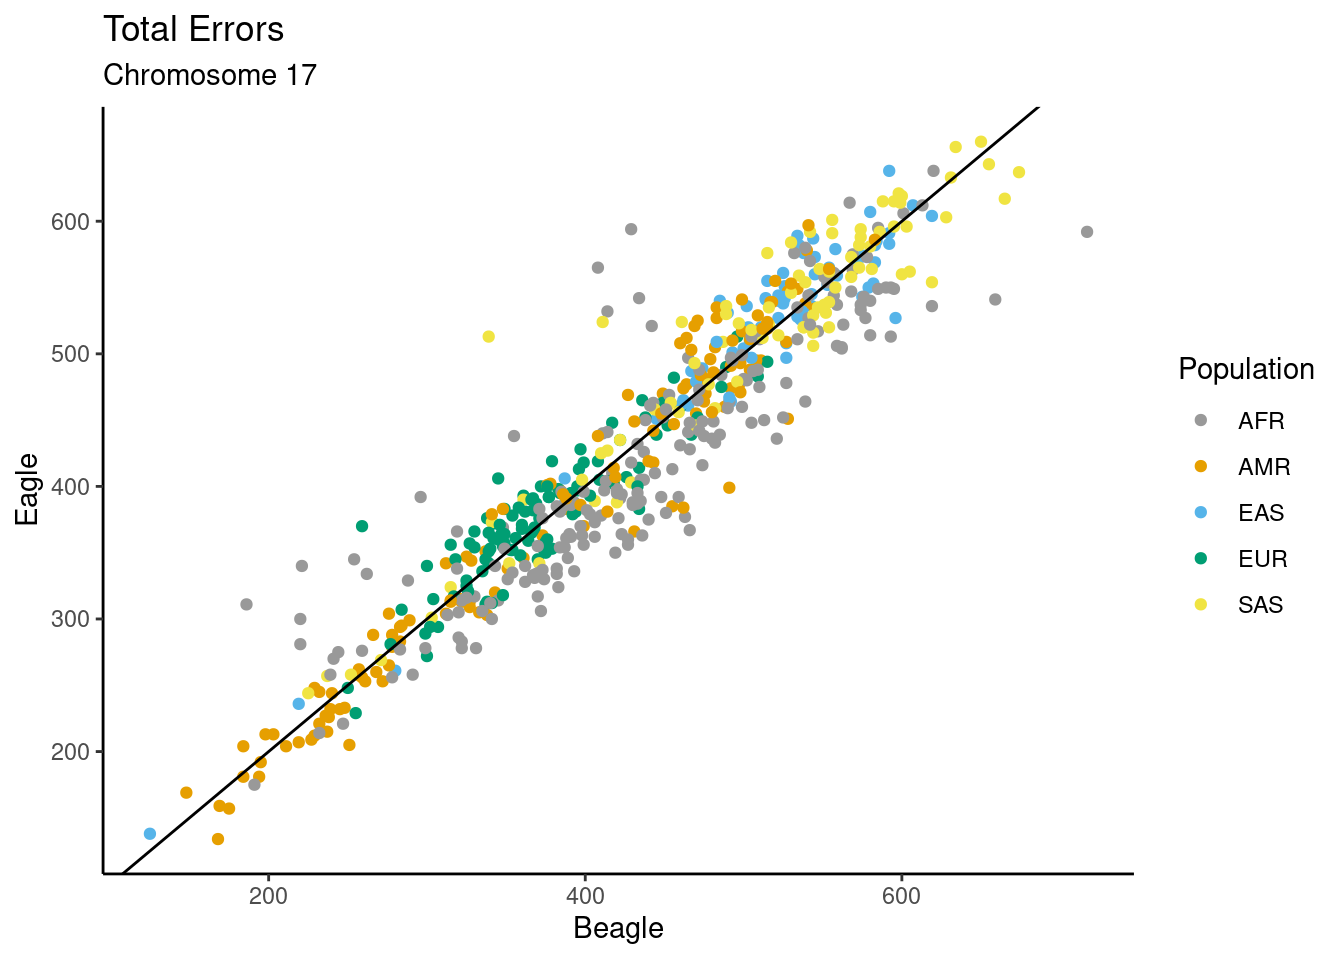 Total Errors
Chromosome 17
Eagle
600
500
400
300
200
200 400 600
Beagle
Population
AFR
AMR
EAS
EUR
SAS